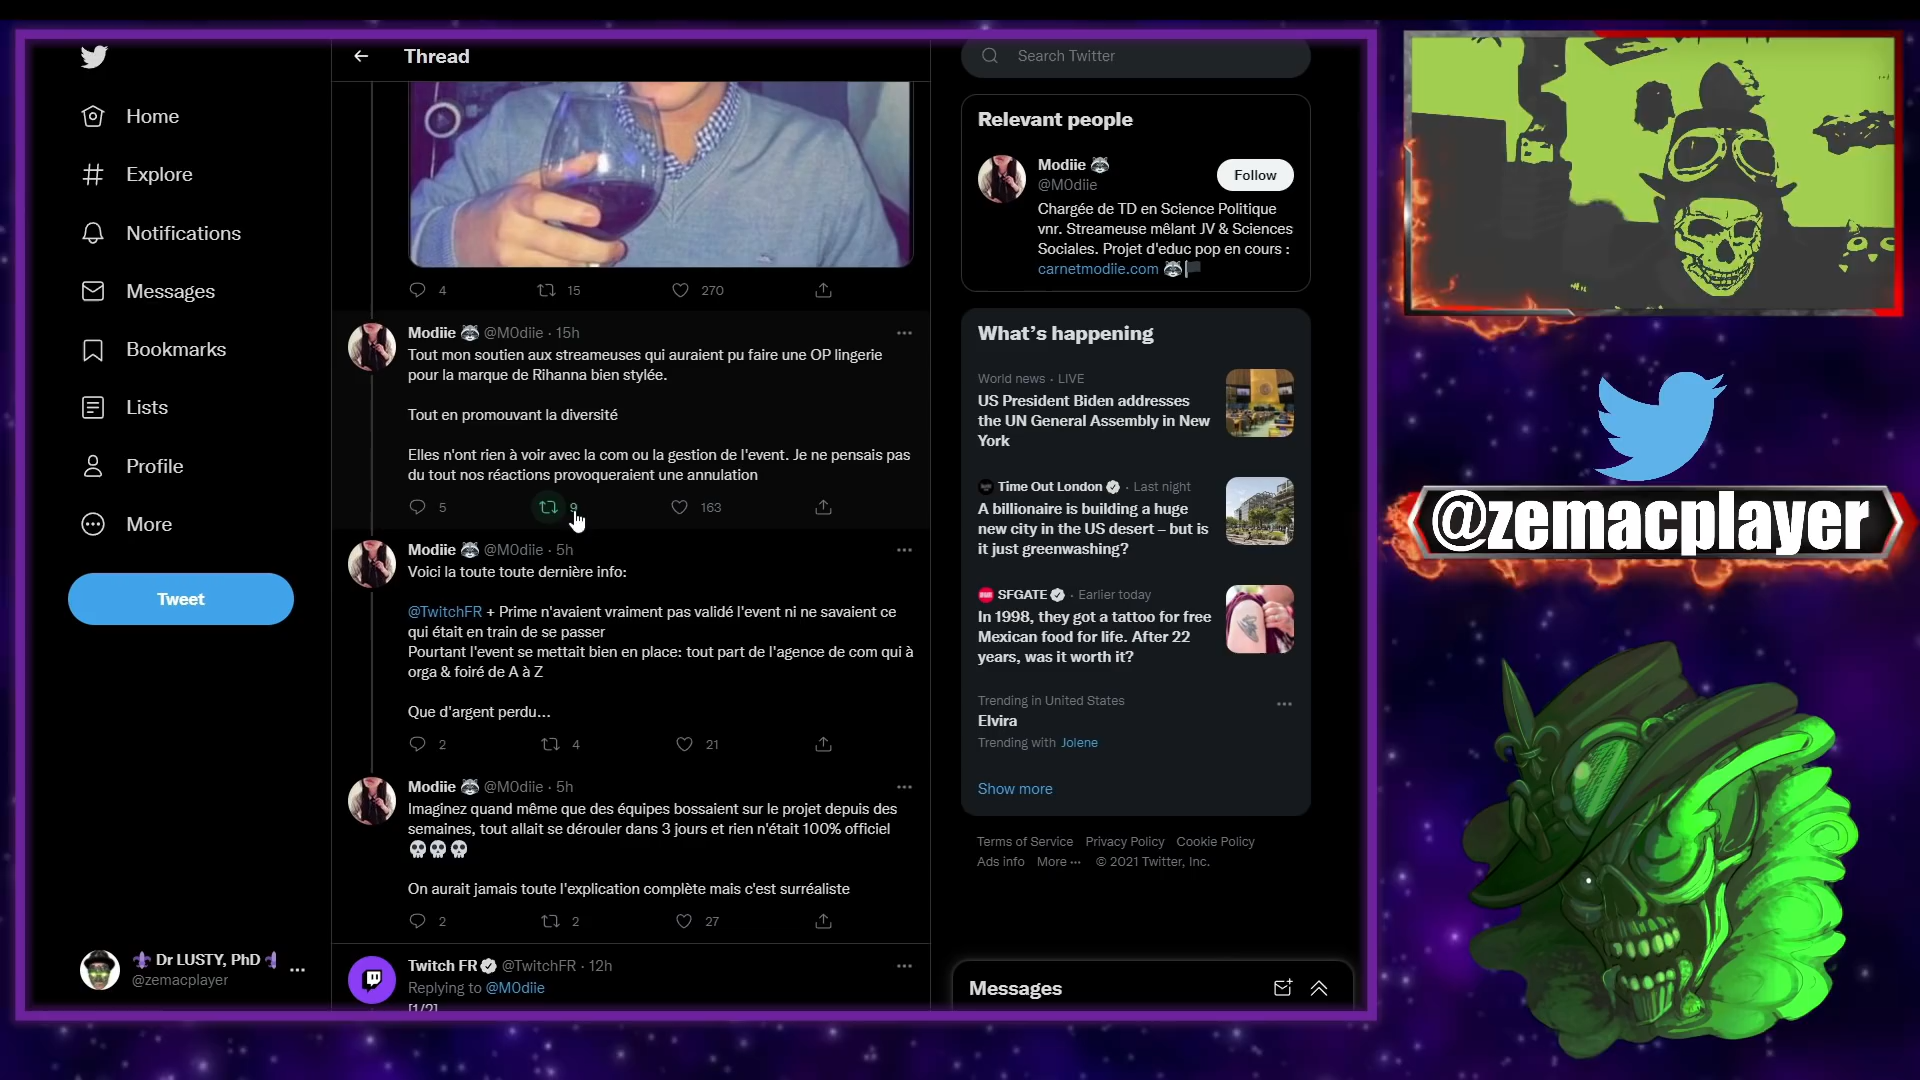 Home
Explore
Notifications
Messages
Bookmarks
Lists
Profile
More
Tweet
Dr LUSTY, PhD
@zemacplayer
Thread
4
15
270
Modiie @M0diie · 15h
Tout mon soutien aux streameuses qui auraient pu faire une OP lingerie
pour la marque de Rihanna bien stylée.
Tout en promouvant la diversité
Elles n'ont rien à voir avec la com ou la gestion de l'event. Je ne pensais pas
du tout nos réactions provoqueraient une annulation
5
9
163
Modiie @M0diie · 5h
Voici la toute toute dernière info:
@TwitchFR + Prime n'avaient vraiment pas validé l'event ni ne savaient ce
qui était en train de se passer
Pourtant l'event se mettait bien en place: tout part de l'agence de com qui à
orga & foiré de A à Z
Que d'argent perdu...
2
4
21
Modiie @M0diie · 5h
Imaginez quand même que des équipes bossaient sur le projet depuis des
semaines, tout allait se dérouler dans 3 jours et rien n'était 100% officiel
On aurait jamais toute l'explication complète mais c'est surréaliste
2
2
27
Twitch FR @TwitchFR · 12h
Replying to @M0diie
[1/2]
Search Twitter
Relevant people
Modiie
@M0diie
Follow
Chargée de TD en Science Politique
vnr. Streameuse mêlant JV & Sciences
Sociales. Projet d'educ pop en cours :
carnetmodiie.com
What's happening
World news · LIVE
US President Biden addresses
the UN General Assembly in New
York
Time Out London · Last night
A billionaire is building a huge
new city in the US desert – but is
it just greenwashing?
SFGATE · Earlier today
In 1998, they got a tattoo for free
Mexican food for life. After 22
years, was it worth it?
Trending in United States
Elvira
Trending with Jolene
Show more
Terms of Service Privacy Policy Cookie Policy
Ads info More ··· © 2021 Twitter, Inc.
Messages
@zemacplayer